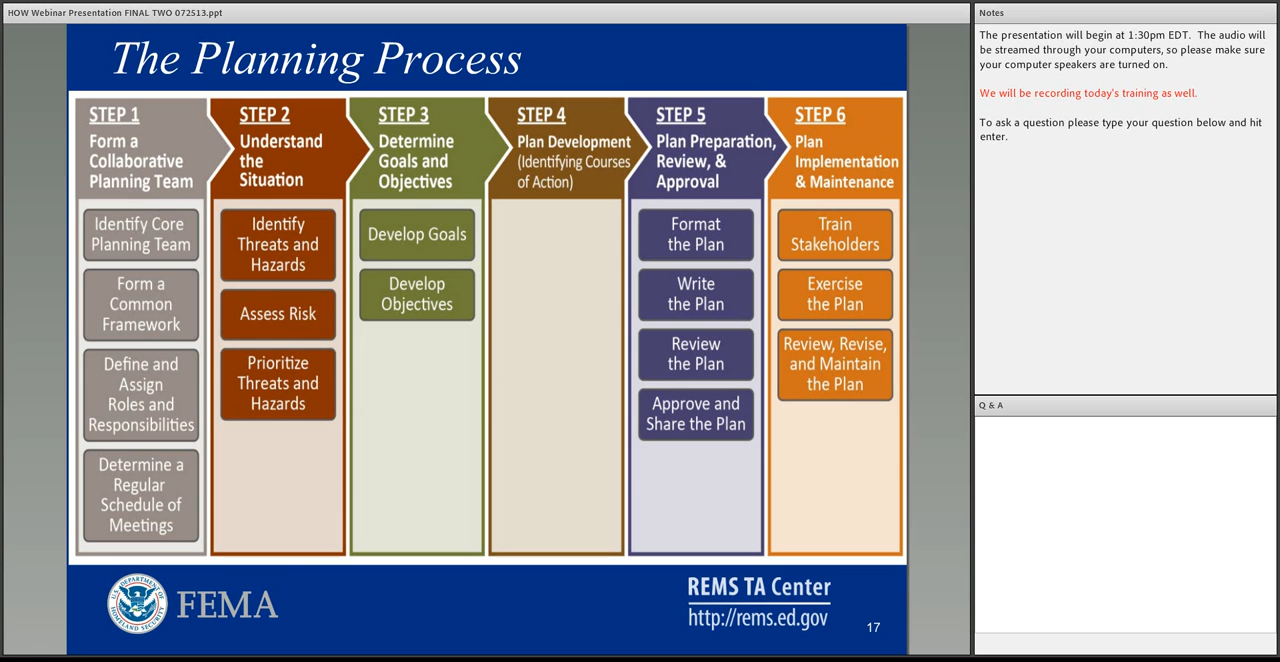 HOW Webinar Presentation FINAL TWO 072513.ppt
The Planning Process
STEP 1
Form a
Collaborative
Planning Team
Identify Core
Planning Team
Form a
Common
Framework
Define and
Assign
Roles and
Responsibilities
Determine a
Regular
Schedule of
Meetings
STEP 2
Understand
the
Situation
Identify
Threats and
Hazards
Assess Risk
Prioritize
Threats and
Hazards
STEP 3
Determine
Goals and
Objectives
Develop Goals
Develop
Objectives
STEP 4
Plan Development
(Identifying Courses
of Action)
STEP 5
Plan Preparation,
Review, &
Approval
Format
the Plan
Write
the Plan
Review
the Plan
Approve and
Share the Plan
STEP 6
Plan
Implementation
& Maintenance
Train
Stakeholders
Exercise
the Plan
Review, Revise,
and Maintain
the Plan
U.S. DEPARTMENT OF HOMELAND SECURITY
FEMA
REMS TA Center
http://rems.ed.gov
17
Notes
The presentation will begin at 1:30pm EDT.  The audio will
be streamed through your computers, so please make sure
your computer speakers are turned on.
We will be recording today's training as well.
To ask a question please type your question below and hit
enter.
Q & A